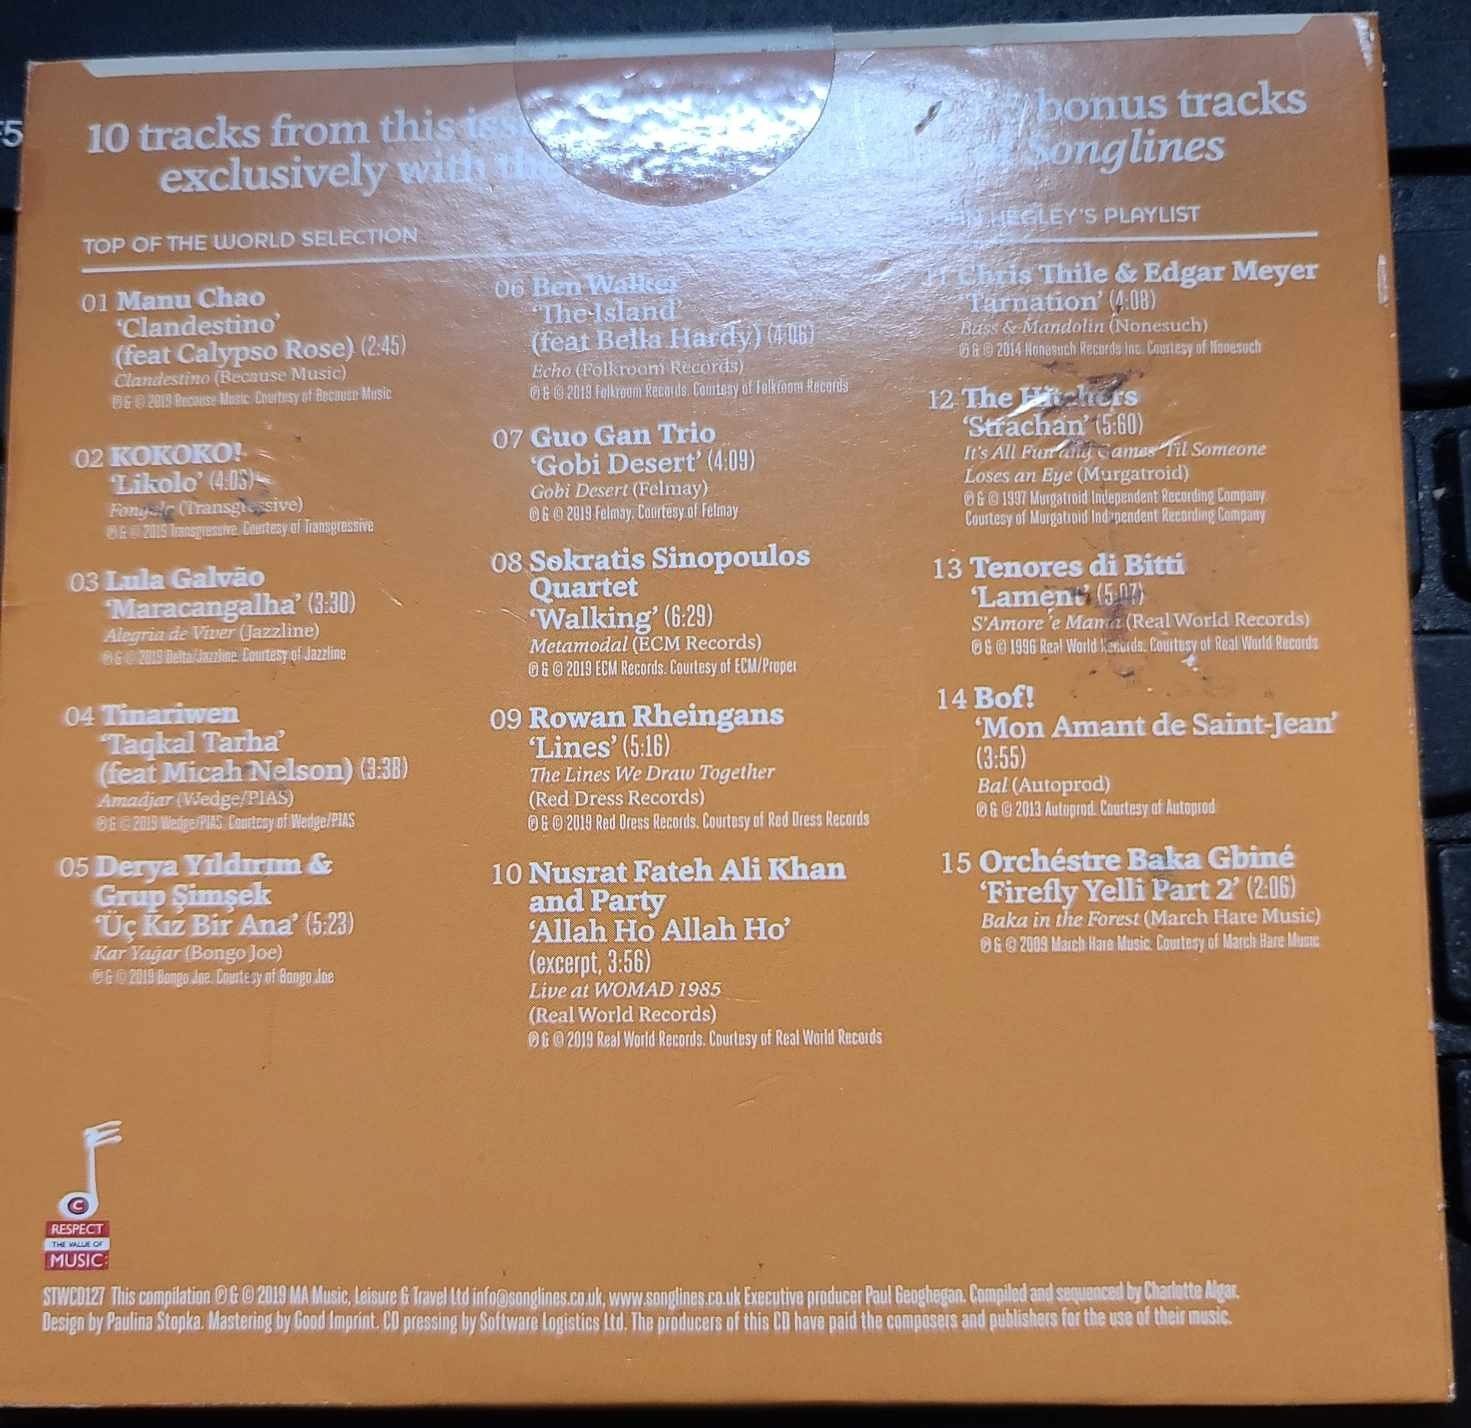 10 tracks from this iss
exclusively with the
bonus tracks
Songlines
TOP OF THE WORLD SELECTION
01 Manu Chao
'Clandestino'
(feat Calypso Rose) (2:45)
Clandestino (Because Music)
℗ & © 2019 Because Music. Courtesy of Because Music
02 KOKOKO!
'Likolo' (4:03)
Fongola (Transgressive)
℗ & © 2019 Transgressive. Courtesy of Transgressive
03 Lula Galvão
'Maracangalha' (3:30)
Alegria de Viver (Jazzline)
℗ & © 2019 Delta/Jazzline. Courtesy of Jazzline
04 Tinariwen
'Taqkal Tarha'
(feat Micah Nelson) (3:38)
Amadjar (Wedge/PIAS)
℗ & © 2019 Wedge/PIAS. Courtesy of Wedge/PIAS
05 Derya Yıldırım &
Grup Şimşek
'Üç Kız Bir Ana' (5:23)
Kar Yağar (Bongo Joe)
℗ & © 2019 Bongo Joe. Courtesy of Bongo Joe
06 Ben Walker
'The Island'
(feat Bella Hardy) (4:06)
Echo (Folkroom Records)
℗ & © 2019 Folkroom Records. Courtesy of Folkroom Records
07 Guo Gan Trio
'Gobi Desert' (4:09)
Gobi Desert (Felmay)
℗ & © 2019 Felmay. Courtesy of Felmay
08 Sokratis Sinopoulos
Quartet
'Walking' (6:29)
Metamodal (ECM Records)
℗ & © 2019 ECM Records. Courtesy of ECM/Proper
09 Rowan Rheingans
'Lines' (5:16)
The Lines We Draw Together
(Red Dress Records)
℗ & © 2019 Red Dress Records. Courtesy of Red Dress Records
10 Nusrat Fateh Ali Khan
and Party
'Allah Ho Allah Ho'
(excerpt, 3:56)
Live at WOMAD 1985
(Real World Records)
℗ & © 2019 Real World Records. Courtesy of Real World Records
JOHN HEGLEY'S PLAYLIST
11 Chris Thile & Edgar Meyer
'Tarnation' (4:08)
Bass & Mandolin (Nonesuch)
℗ & © 2014 Nonesuch Records Inc. Courtesy of Nonesuch
12 The Hitchers
'Strachan' (5:60)
It's All Fun and Games 'Til Someone
Loses an Eye (Murgatroid)
℗ & © 1997 Murgatroid Independent Recording Company
Courtesy of Murgatroid Independent Recording Company
13 Tenores di Bitti
'Lament' (5:07)
S'Amore 'e Mama (Real World Records)
℗ & © 1996 Real World Records. Courtesy of Real World Records
14 Bof!
'Mon Amant de Saint-Jean'
(3:55)
Bal (Autoprod)
℗ & © 2013 Autoprod. Courtesy of Autoprod
15 Orchéstre Baka Gbiné
'Firefly Yelli Part 2' (2:06)
Baka in the Forest (March Hare Music)
℗ & © 2009 March Hare Music. Courtesy of March Hare Music
C
RESPECT
THE VALUE OF
MUSIC:
STWCD127 This compilation ℗ & © 2019 MA Music, Leisure & Travel Ltd info@songlines.co.uk, www.songlines.co.uk Executive producer Paul Geoghegan. Compiled and sequenced by Charlotte Algar.
Design by Paulina Stopka. Mastering by Good Imprint. CD pressing by Software Logistics Ltd. The producers of this CD have paid the composers and publishers for the use of their music.